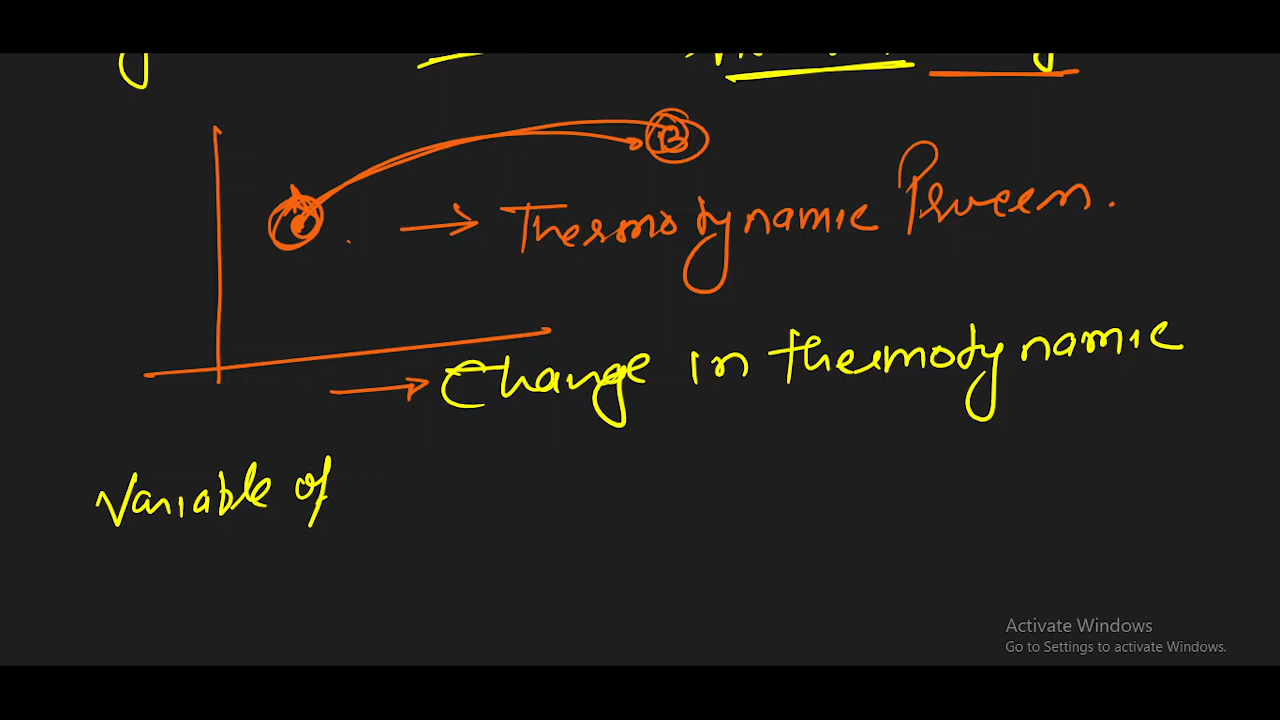 B
A
→ Thermodynamic Process.
→ Change in thermodynamic
Variable of
Activate Windows
Go to Settings to activate Windows.